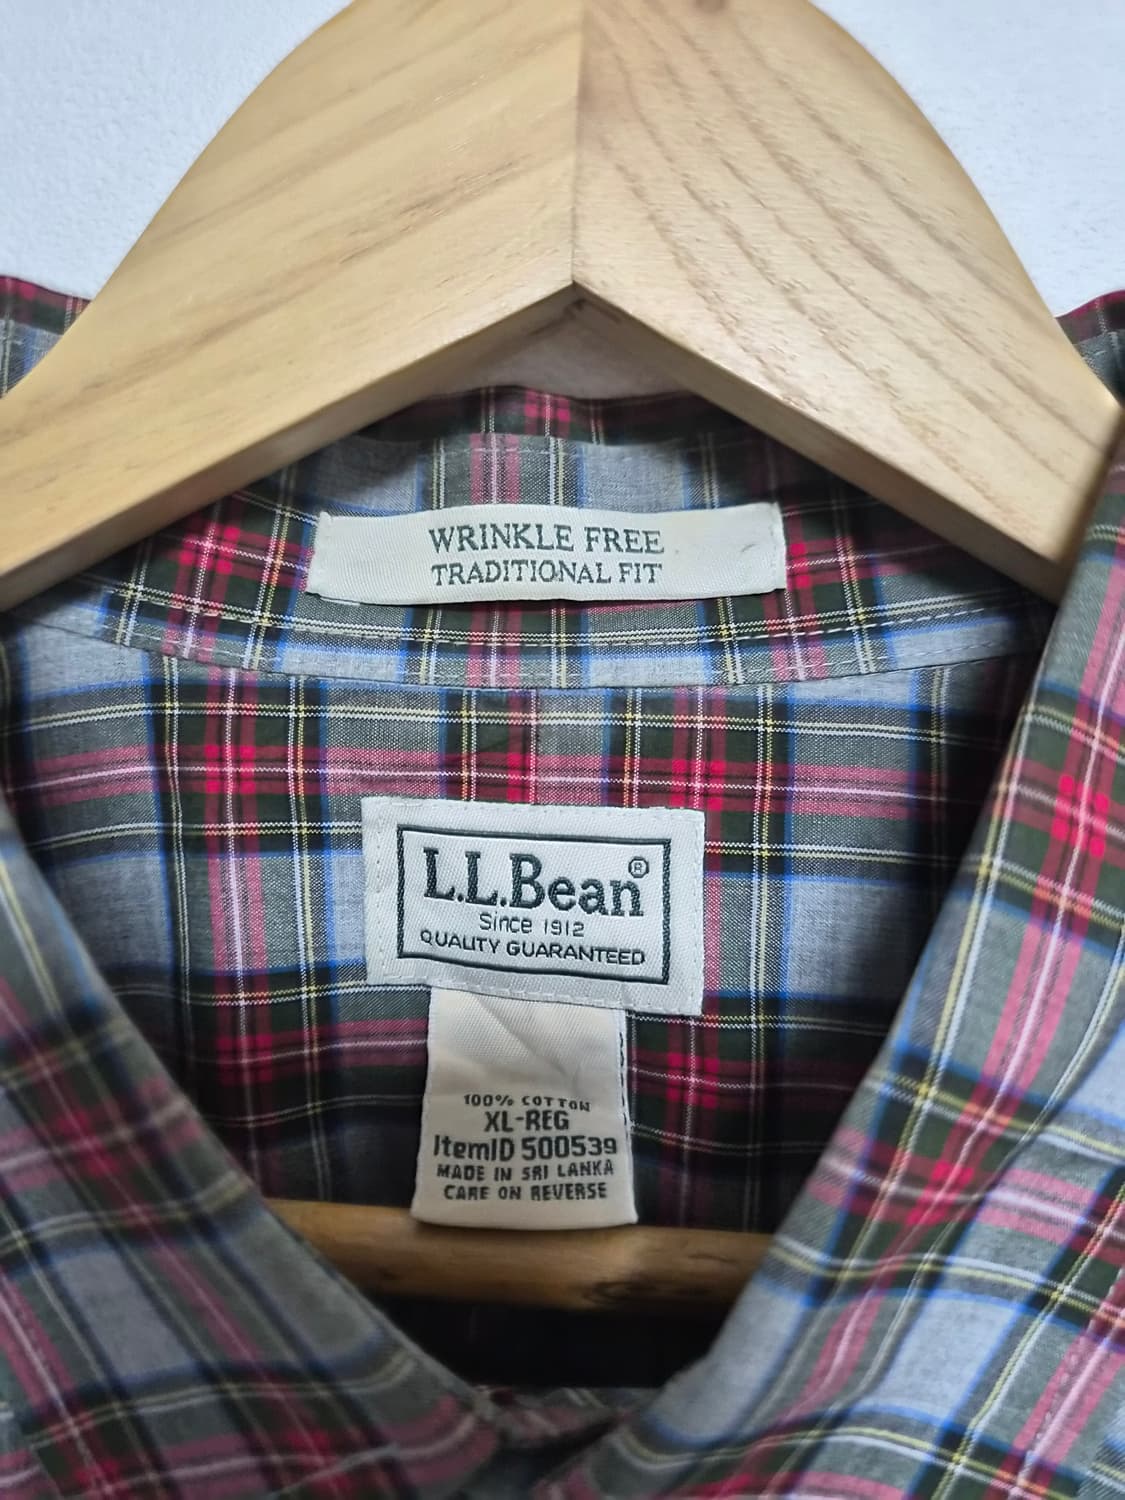 WRINKLE FREE
TRADITIONAL FIT
L.L.Bean®
Since 1912
QUALITY GUARANTEED
100% COTTON
XL-REG
ItemID 500539
MADE IN SRI LANKA
CARE ON REVERSE